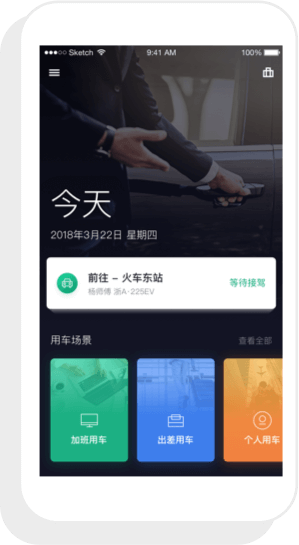 Sketch 9:41 AM 100%
今天
2018年3月22日 星期四
前往 - 火车东站
杨师傅 浙A·225EV
等待接驾
用车场景 查看全部
加班用车 出差用车 个人用车